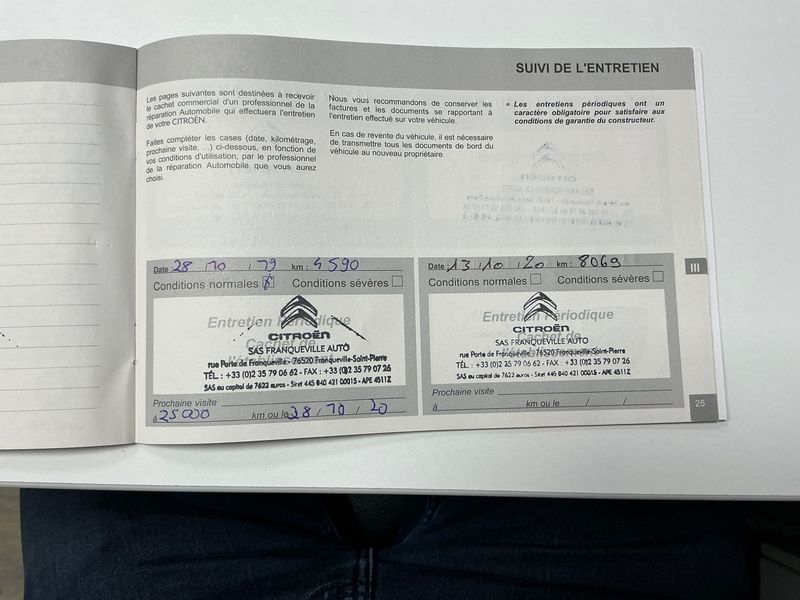 SUIVI DE L'ENTRETIEN
Les pages suivantes sont destinées à recevoir
le cachet commercial d'un professionnel de la
réparation Automobile qui effectuera l'entretien
de votre CITROËN.
Faites compléter les cases (date, kilométrage,
prochaine visite, ...) ci-dessous, en fonction de
vos conditions d'utilisation, par le professionnel
de la réparation Automobile que vous aurez
choisi.
Nous vous recommandons de conserver les
factures et les documents se rapportant à
l'entretien effectué sur votre véhicule.
En cas de revente du véhicule, il est nécessaire
de transmettre tous les documents de bord du
véhicule au nouveau propriétaire.
Les entretiens périodiques ont un
caractère obligatoire pour satisfaire aux
conditions de garantie du constructeur.
Date : 28 / 10 / 19 km : 4590
Conditions normales Conditions sévères
Entretien Périodique
Cachet de
l'établissement
CITROËN
SAS FRANQUEVILLE AUTO
rue Porte de Franqueville - 76520 Franqueville-Saint-Pierre
TÉL. : +33 (0)2 35 79 06 62 - FAX : +33 (0)2 35 79 07 26
SAS au capital de 7622 euros - Siret 445 040 421 00015 - APE 4511Z
Prochaine visite
à 25000 km ou le 28 / 10 / 20
Date : 13 / 10 / 20 km : 8069
Conditions normales Conditions sévères
Entretien Périodique
Cachet de
CITROËN
SAS FRANQUEVILLE AUTO
rue Porte de Franqueville - 76520 Franqueville-Saint-Pierre
TÉL. : +33 (0)2 35 79 06 62 - FAX : +33 (0)2 35 79 07 26
SAS au capital de 7622 euros - Siret 445 040 421 00015 - APE 4511Z
Prochaine visite
à km ou le / /
III
25